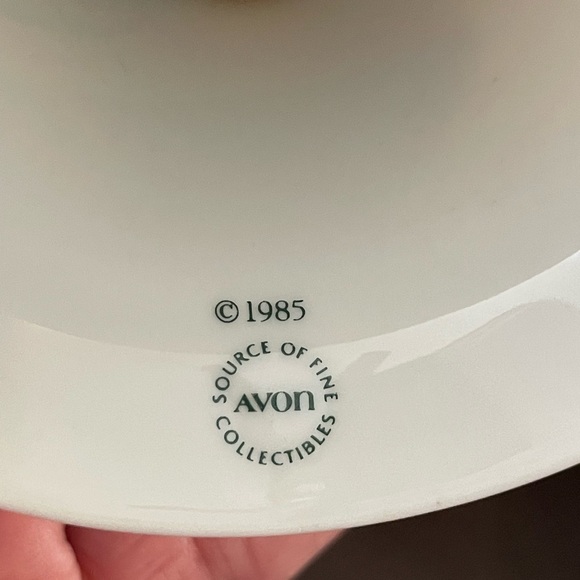 © 1985
SOURCE OF FINE
AVON
COLLECTIBLES